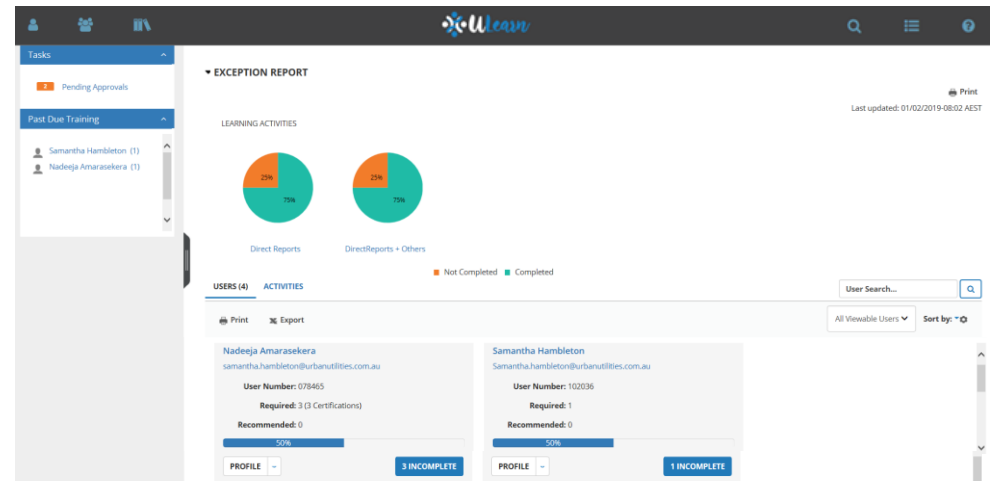 ULearn
Tasks
2 Pending Approvals
Past Due Training
Samantha Hambleton (1)
Nadeeja Amarasekera (1)
EXCEPTION REPORT
Print
Last updated: 01/02/2019-08:02 AEST
LEARNING ACTIVITIES
25%
75%
25%
75%
Direct Reports
DirectReports + Others
Not Completed Completed
USERS (4) ACTIVITIES
User Search...
Print Export
All Viewable Users Sort by:
Nadeeja Amarasekera
samantha.hambleton@urbanutilities.com.au
User Number: 078465
Required: 3 (3 Certifications)
Recommended: 0
50%
PROFILE 3 INCOMPLETE
Samantha Hambleton
Samantha.hambleton@urbanutilities.com.au
User Number: 102036
Required: 1
Recommended: 0
50%
PROFILE 1 INCOMPLETE